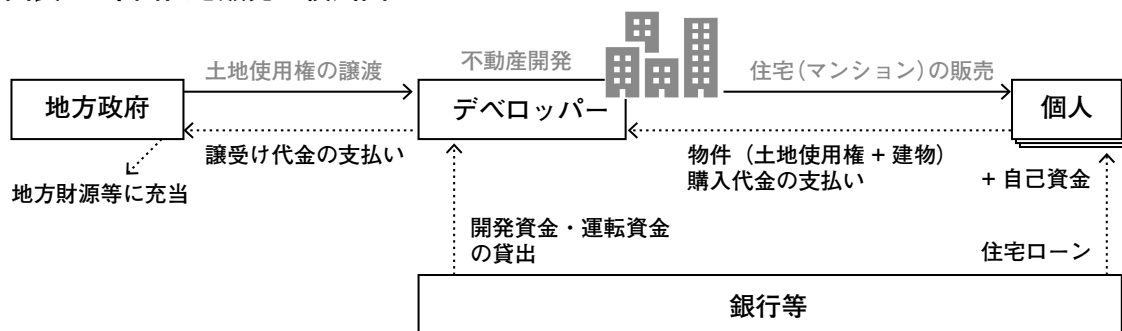 土地使用権の譲渡
不動産開発
住宅(マンション)の販売
地方政府
デベロッパー
個人
譲受け代金の支払い
物件(土地使用権 + 建物)
購入代金の支払い
地方財源等に充当
+ 自己資金
開発資金・運転資金
の貸出
住宅ローン
銀行等